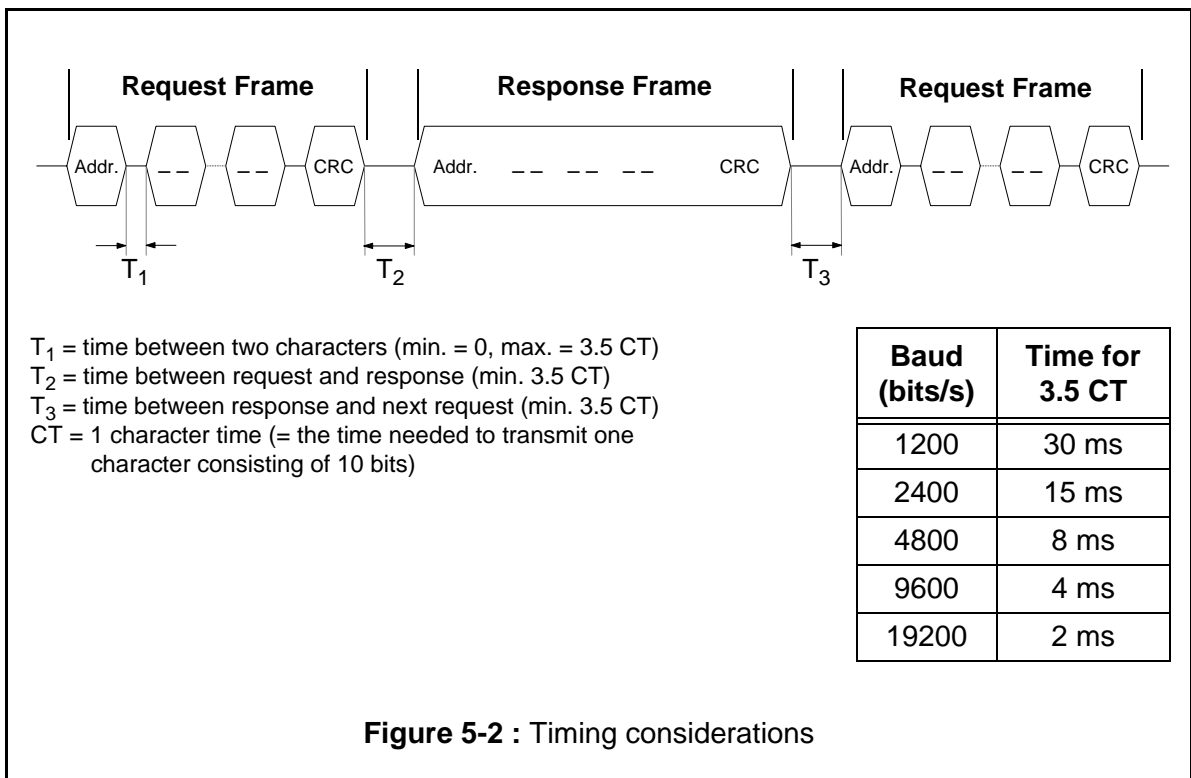 Request Frame Response Frame Request Frame
Addr. _ _ _ _ CRC Addr. _ _ _ _ _ _ CRC Addr. _ _ _ _ CRC
T1 T2 T3
T1 = time between two characters (min. = 0, max. = 3.5 CT)
T2 = time between request and response (min. 3.5 CT)
T3 = time between response and next request (min. 3.5 CT)
CT = 1 character time (= the time needed to transmit one
character consisting of 10 bits)
Baud Time for
(bits/s) 3.5 CT
1200 30 ms
2400 15 ms
4800 8 ms
9600 4 ms
19200 2 ms
Figure 5-2 : Timing considerations